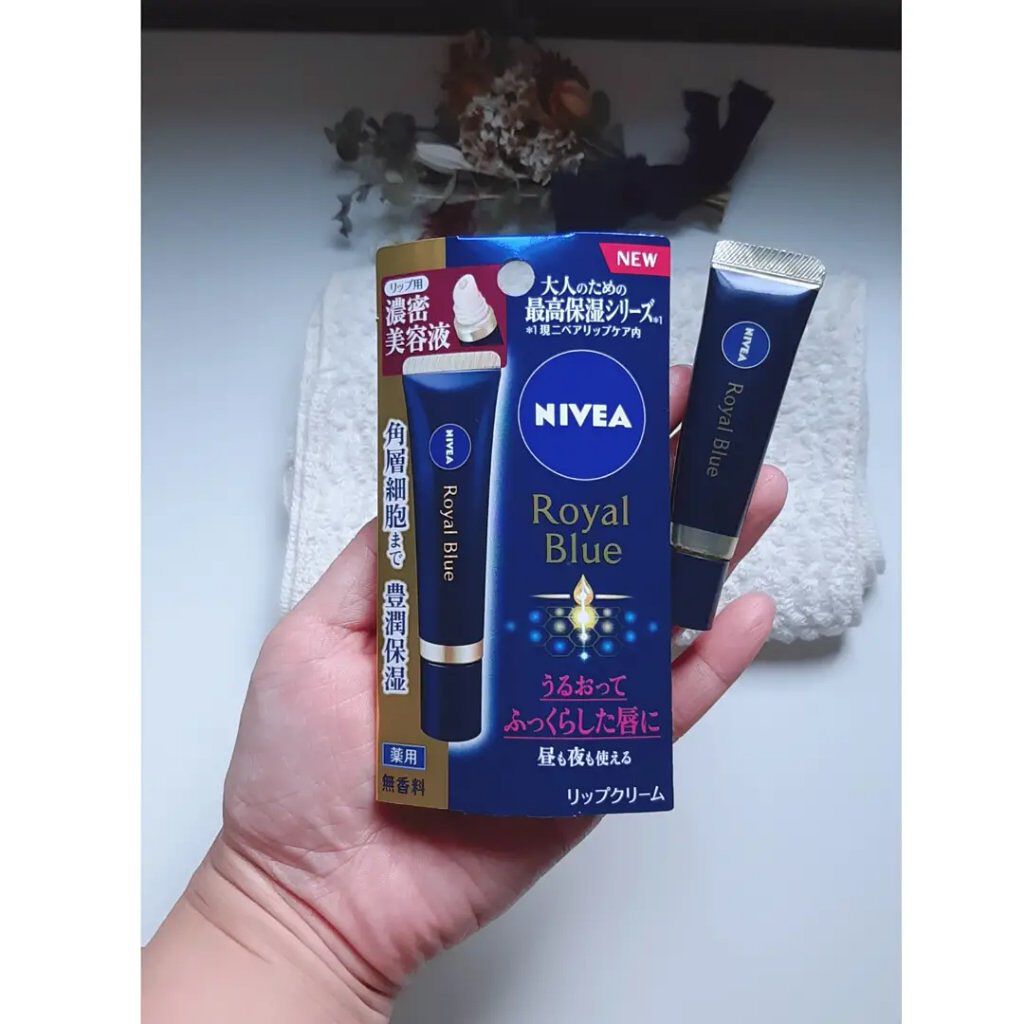 NEW
リップ用
濃密
美容液
大人のための
最高保湿シリーズ*1
*1 現ニベアリップケア内
NIVEA
Royal
Blue
角層細胞まで 豊潤保湿
NIVEA
Royal Blue
うるおって
ふっくらした唇に
昼も夜も使える
薬用
無香料
リップクリーム
NIVEA
Royal Blue